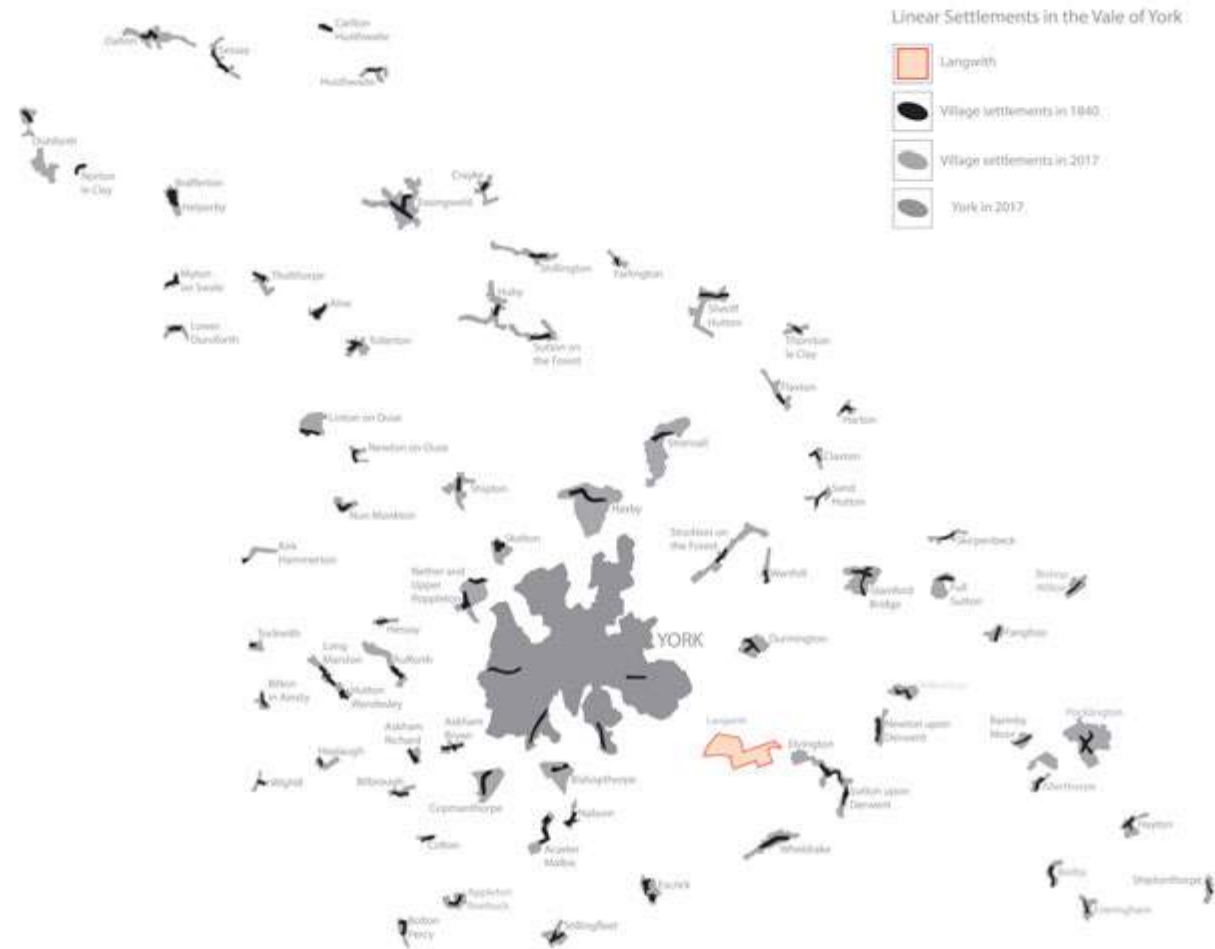 Linear Settlements in the Vale of York
Langwith
Village settlements in 1840
Village settlements in 2017
York in 2017
Carlton
Husthwaite
Dalton
Sessay
Husthwaite
Norton
le Clay
Brafferton
Helperby
Crayke
Easingwold
Myton
on Swale
Tholthorpe
Alne
Stillington
Farlington
Huby
Lower
Dunsforth
Tollerton
Sutton on
the Forest
Sheriff
Hutton
Thornton
le Clay
Flaxton
Harton
Linton on Ouse
Newton on Ouse
Strensall
Claxton
Sand
Hutton
Shipton
Nun Monkton
Haxby
Skelton
Stockton on
the Forest
Kirk
Hammerton
Warthill
Skirpenbeck
Nether and
Upper
Poppleton
Stamford
Bridge
Full
Sutton
Bishop
Wilton
Hessay
YORK
Dunnington
Fangfoss
Tockwith
Long
Marston
Rufforth
Hutton
Wandesley
Bilton
in Ainsty
Askham
Richard
Askham
Bryan
Langwith
Elvington
Newton upon
Derwent
Barmby
Moor
Pocklington
Healaugh
Wighill
Bilbrough
Copmanthorpe
Bishopthorpe
Sutton upon
Derwent
Allerthorpe
Naburn
Colton
Acaster
Malbis
Wheldrake
Hayton
Appleton
Roebuck
Escrick
Shiptonthorpe
Everingham
Bolton
Percy
Stillingfleet